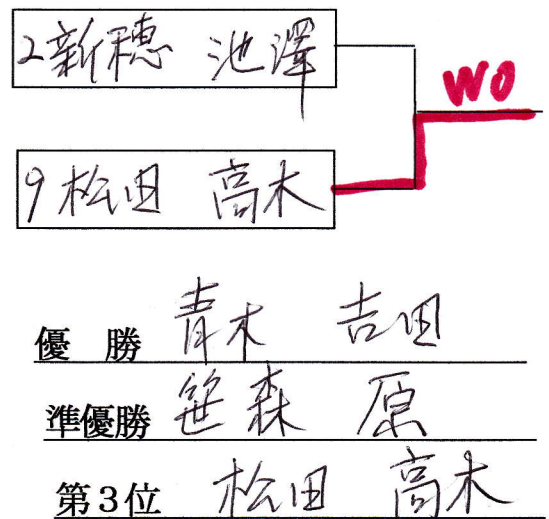 2 新穂 池澤
WO
9 松田 高木
優 勝 青木 吉田
準優勝 笹森 原
第3位 松田 高木